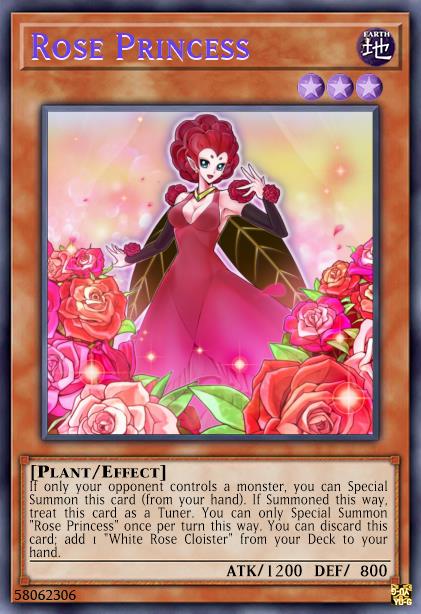 Rose Princess
EARTH
地
[Plant/Effect]
If only your opponent controls a monster, you can Special
Summon this card (from your hand). If Summoned this way,
treat this card as a Tuner. You can only Special Summon
"Rose Princess" once per turn this way. You can discard this
card; add 1 "White Rose Cloister" from your Deck to your
hand.
ATK/1200 DEF/ 800
58062306